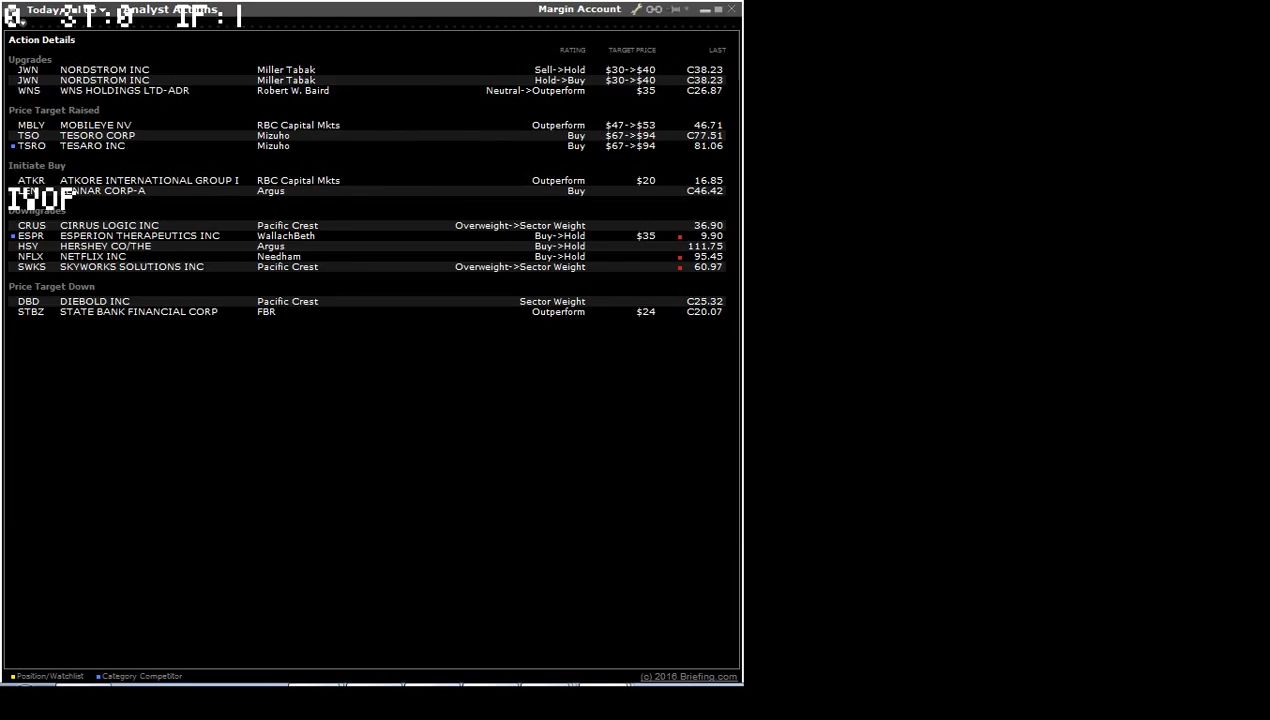 0 ST:0 IF:
Analyst Actions Margin Account
Action Details
RATING TARGET PRICE LAST
Upgrades
JWN NORDSTROM INC Miller Tabak Sell->Hold $30->$40 C38.23
JWN NORDSTROM INC Miller Tabak Hold->Buy $30->$40 C38.23
WNS WNS HOLDINGS LTD-ADR Robert W. Baird Neutral->Outperform $35 C26.87
Price Target Raised
MBLY MOBILEYE NV RBC Capital Mkts Outperform $47->$53 46.71
TSO TESORO CORP Mizuho Buy $67->$94 C77.51
TSRO TESARO INC Mizuho Buy $67->$94 81.06
Initiate Buy
ATKR ATKORE INTERNATIONAL GROUP I RBC Capital Mkts Outperform $20 16.85
LEN LENNAR CORP-A Argus Buy C46.42
Downgrades
CRUS CIRRUS LOGIC INC Pacific Crest Overweight->Sector Weight 36.90
ESPR ESPERION THERAPEUTICS INC WallachBeth Buy->Hold $35 9.90
HSY HERSHEY CO/THE Argus Buy->Hold 111.75
NFLX NETFLIX INC Needham Buy->Hold 95.45
SWKS SKYWORKS SOLUTIONS INC Pacific Crest Overweight->Sector Weight 60.97
Price Target Down
DBD DIEBOLD INC Pacific Crest Sector Weight C25.32
STBZ STATE BANK FINANCIAL CORP FBR Outperform $24 C20.07
Position/Watchlist Category Competitor (c) 2016 Briefing.com